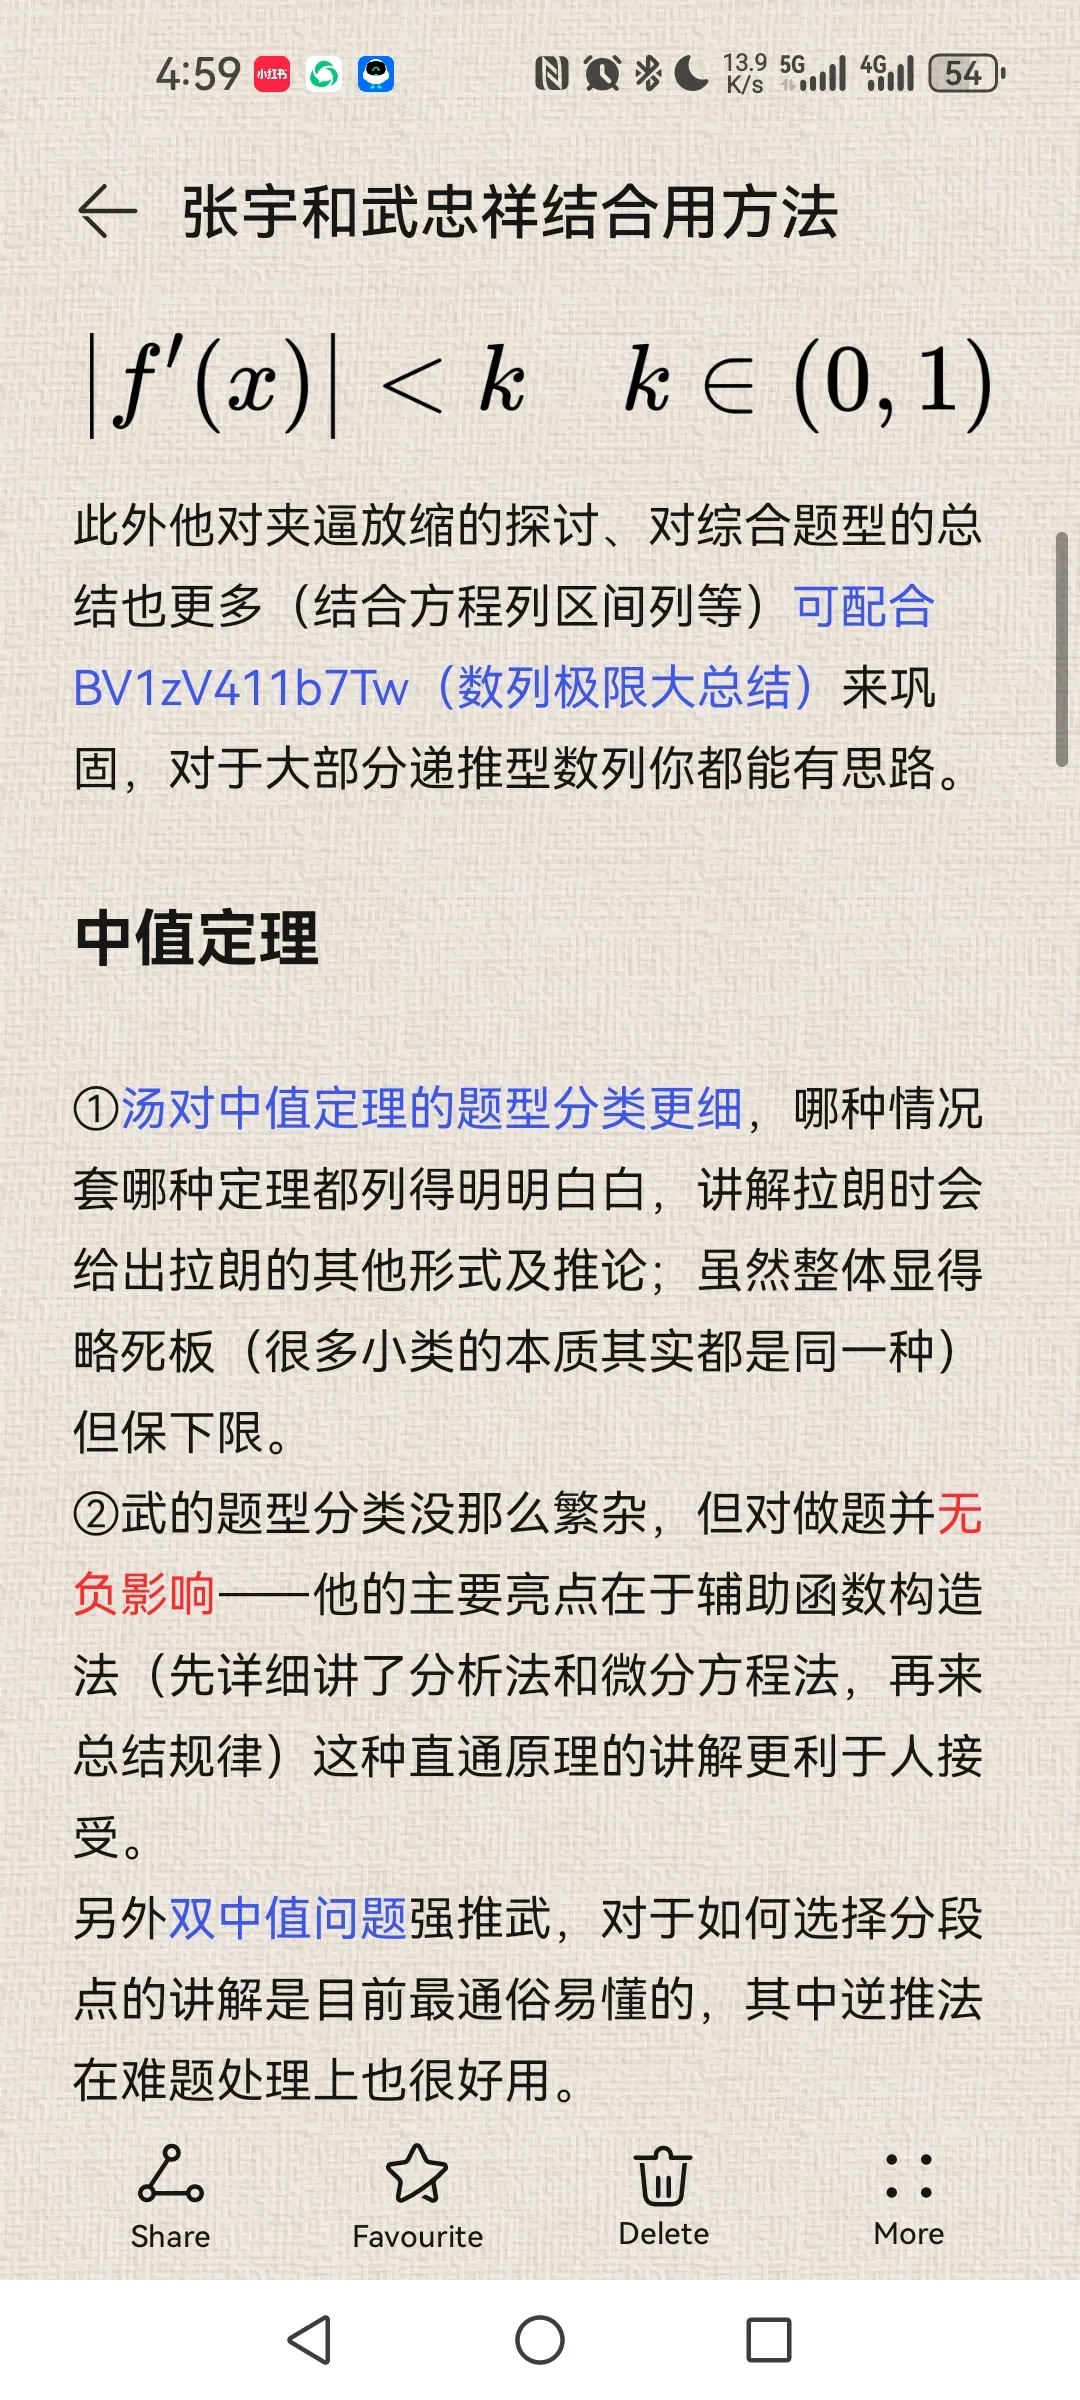 4:59 小红书 13.9 K/s 5G 4G 54
张宇和武忠祥结合用方法
|f′(x)| < k k ∈ (0, 1)
此外他对夹逼放缩的探讨、对综合题型的总
结也更多（结合方程列区间列等）可配合
BV1zV411b7Tw（数列极限大总结）来巩
固，对于大部分递推型数列你都能有思路。
中值定理
①汤对中值定理的题型分类更细，哪种情况
套哪种定理都列得明明白白，讲解拉朗时会
给出拉朗的其他形式及推论；虽然整体显得
略死板（很多小类的本质其实都是同一种）
但保下限。
②武的题型分类没那么繁杂，但对做题并无
负影响——他的主要亮点在于辅助函数构造
法（先详细讲了分析法和微分方程法，再来
总结规律）这种直通原理的讲解更利于人接
受。
另外双中值问题强推武，对于如何选择分段
点的讲解是目前最通俗易懂的，其中逆推法
在难题处理上也很好用。
Share Favourite Delete More